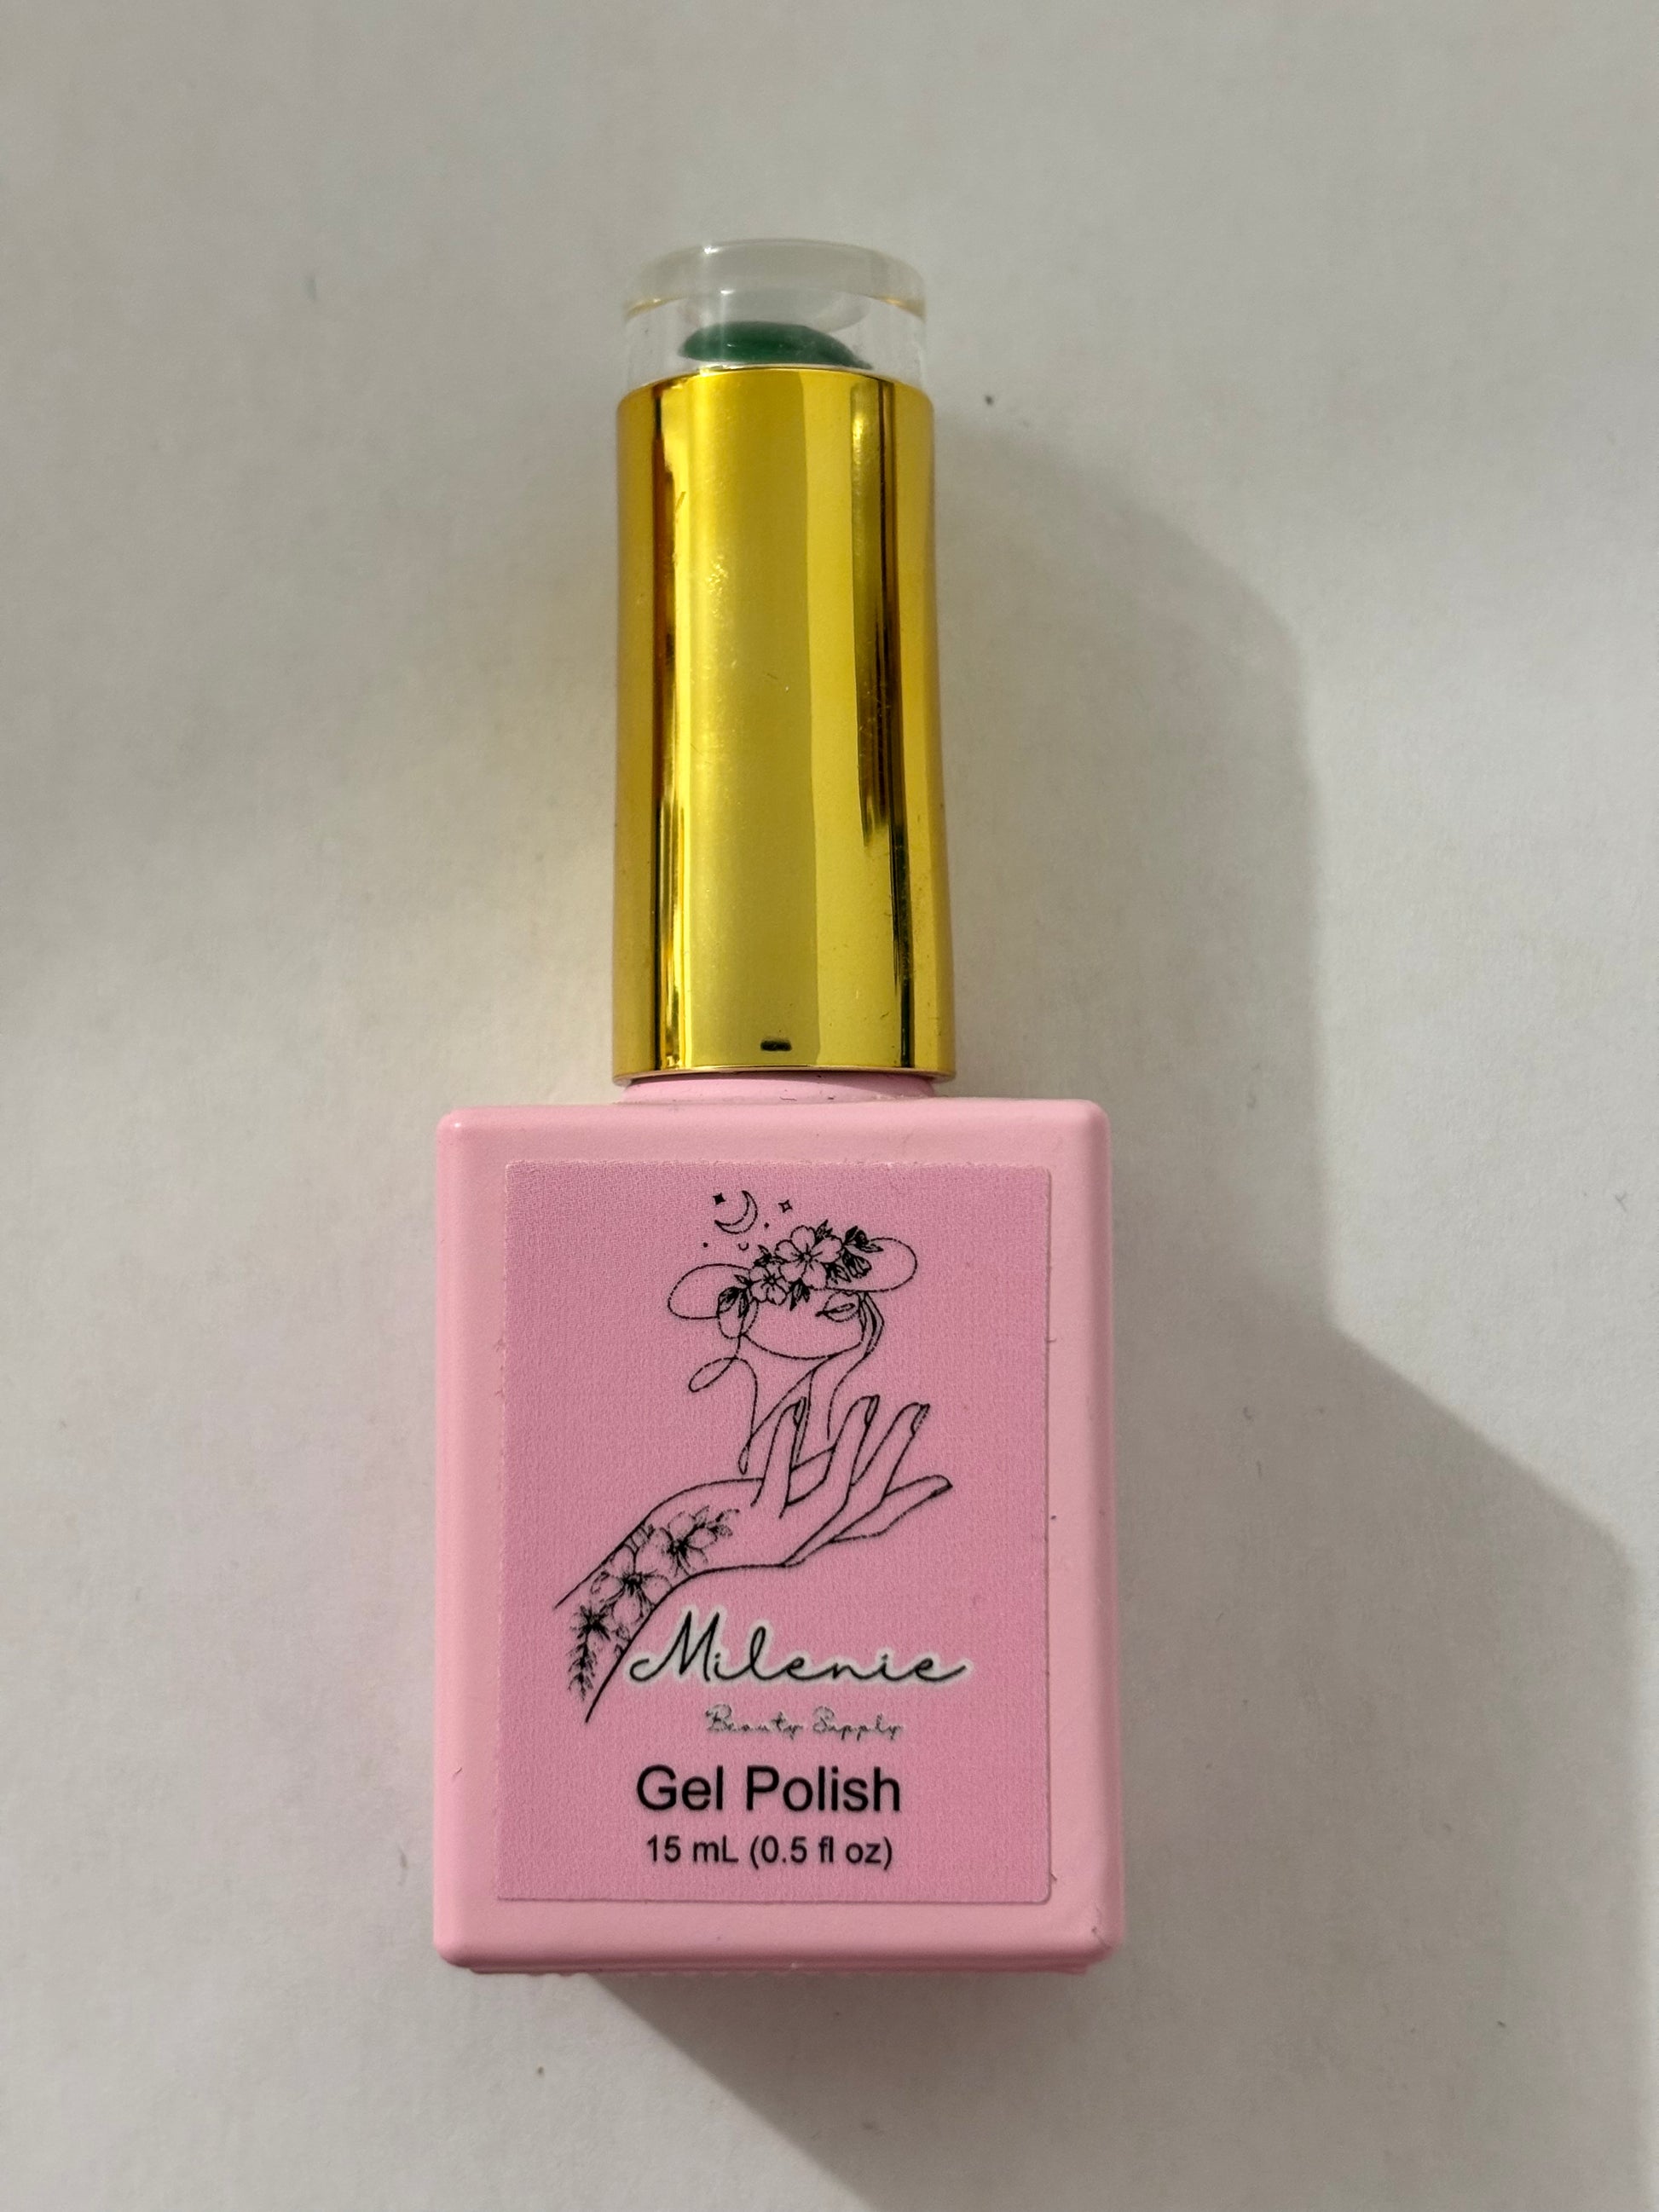 Milenie
Beauty Supply
Gel Polish
15 mL (0.5 fl oz)